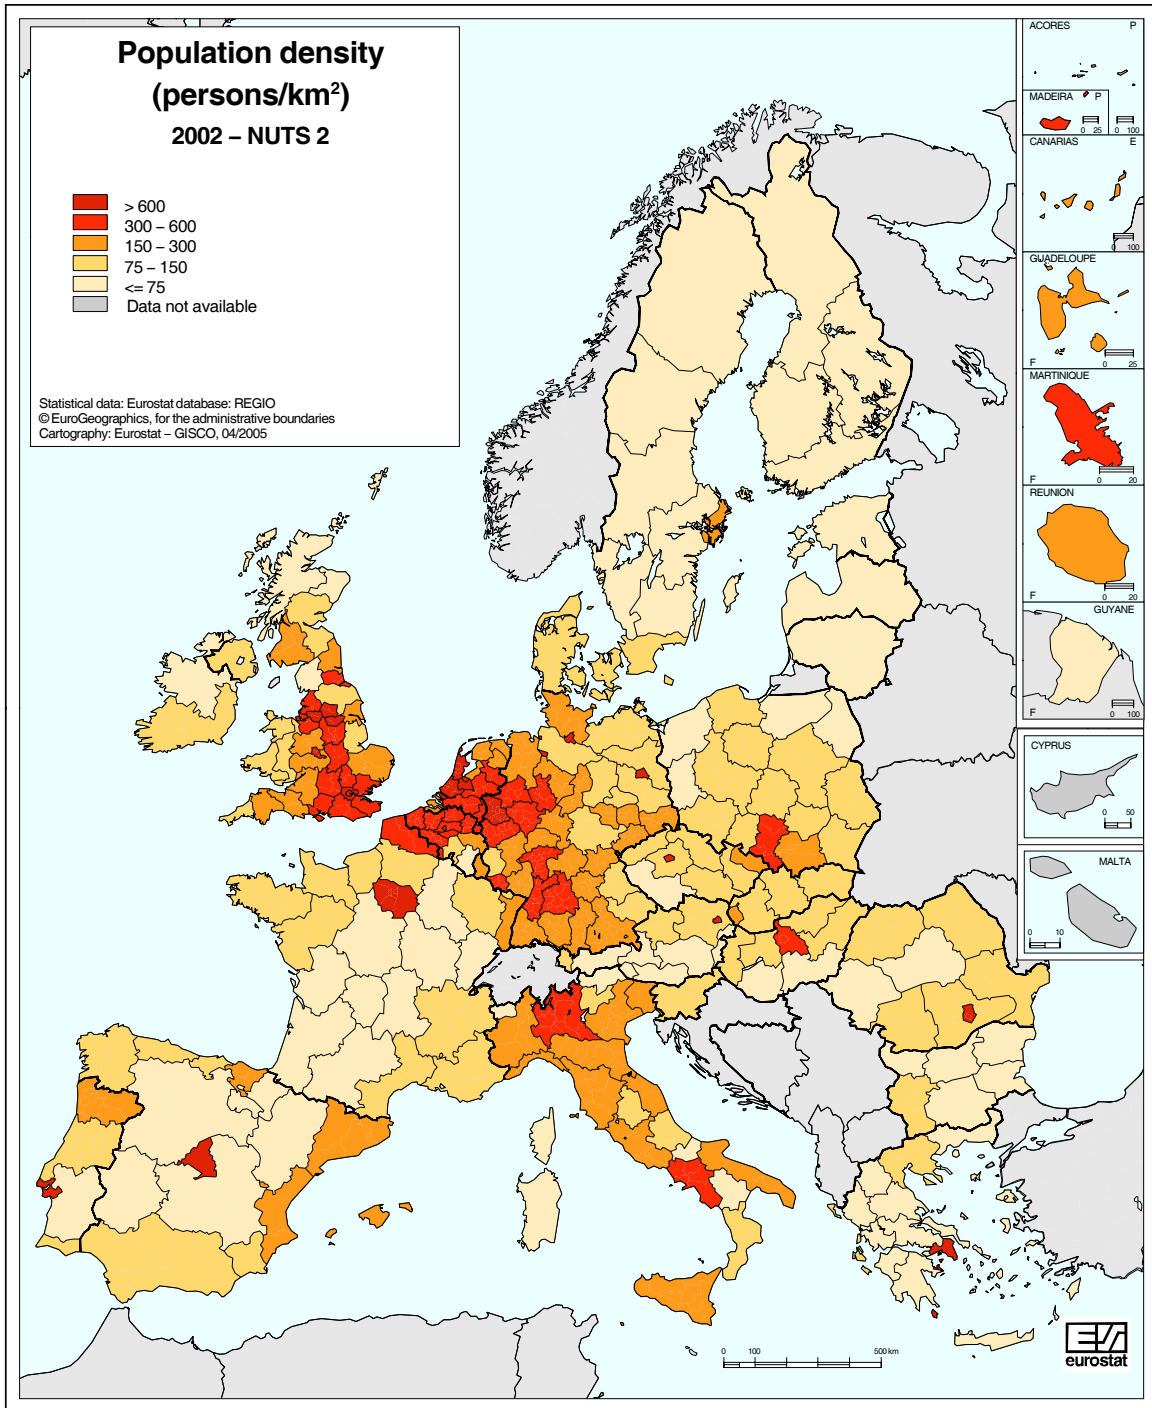 Population density
(persons/km²)
2002 – NUTS 2
> 600
300 – 600
150 – 300
75 – 150
<= 75
Data not available
Statistical data: Eurostat database: REGIO
© EuroGeographics, for the administrative boundaries
Cartography: Eurostat – GISCO, 04/2005
ACORES P
MADEIRA P
0 25 0 100
CANARIAS E
0 100
GUADELOUPE
F 0 25
MARTINIQUE
F 0 20
REUNION
F 0 20
GUYANE
F 0 100
CYPRUS
0 50
MALTA
0 10
0 100 500 km
eurostat